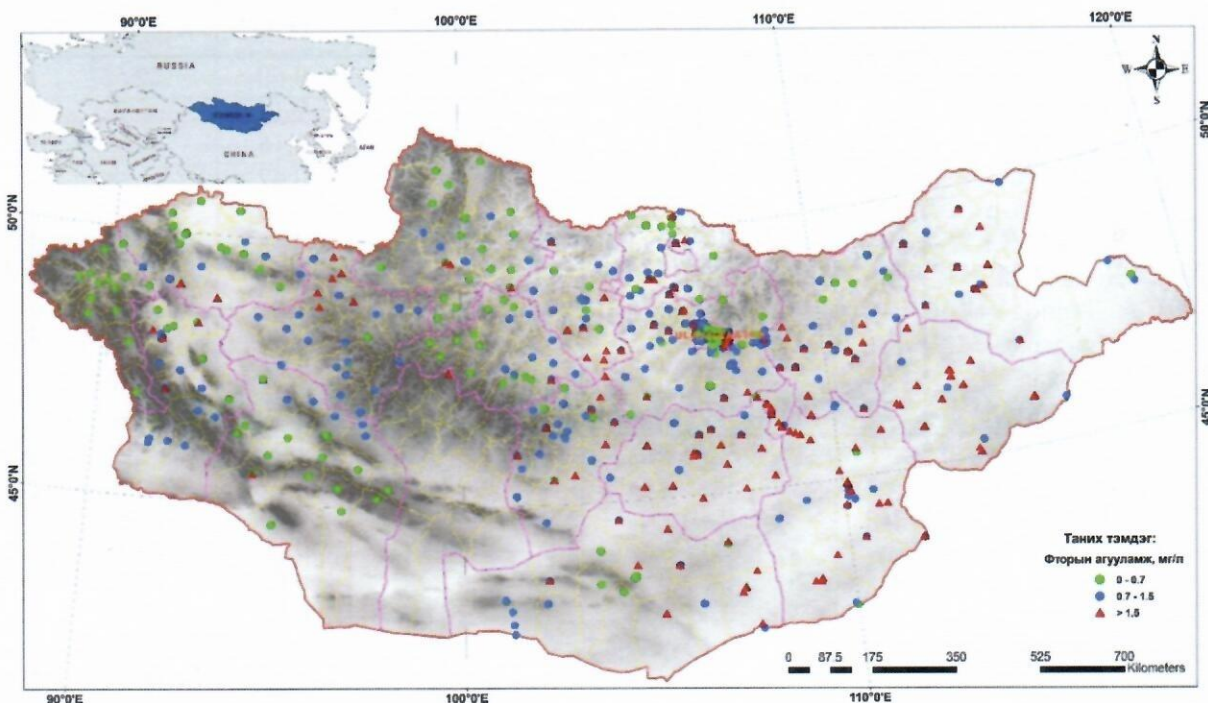 90°0'E 100°0'E 110°0'E 120°0'E
RUSSIA
CHINA
N
W E
S
50°0'N
50°0'N
45°0'N
45°0'N
Таних тэмдэг:
Фторын агууламж, мг/л
0 - 0.7
0.7 - 1.5
> 1.5
0 87.5 175 350 525 700
Kilometers
90°0'E 100°0'E 110°0'E